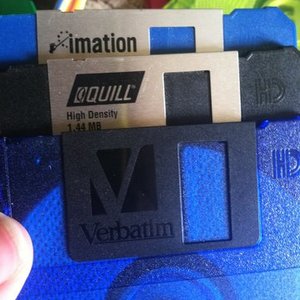 imation
QUILL
High Density
1.44 MB
HD
HD
Verbatim